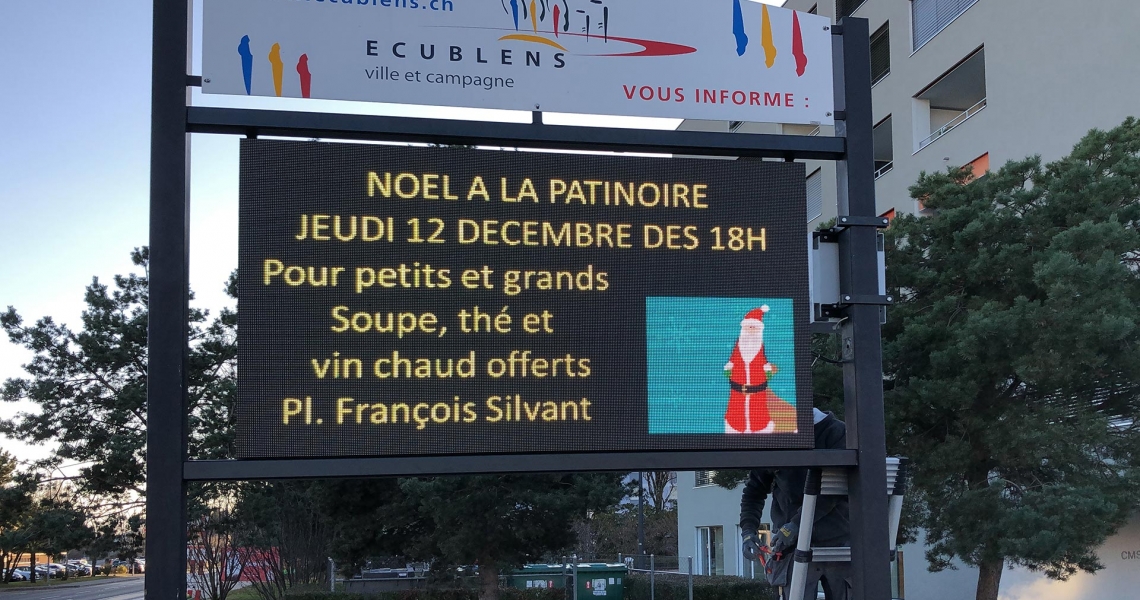 ecublens.ch
ECUBLENS
ville et campagne
VOUS INFORME :
NOEL A LA PATINOIRE
JEUDI 12 DECEMBRE DES 18H
Pour petits et grands
Soupe, thé et
vin chaud offerts
Pl. François Silvant
CMS